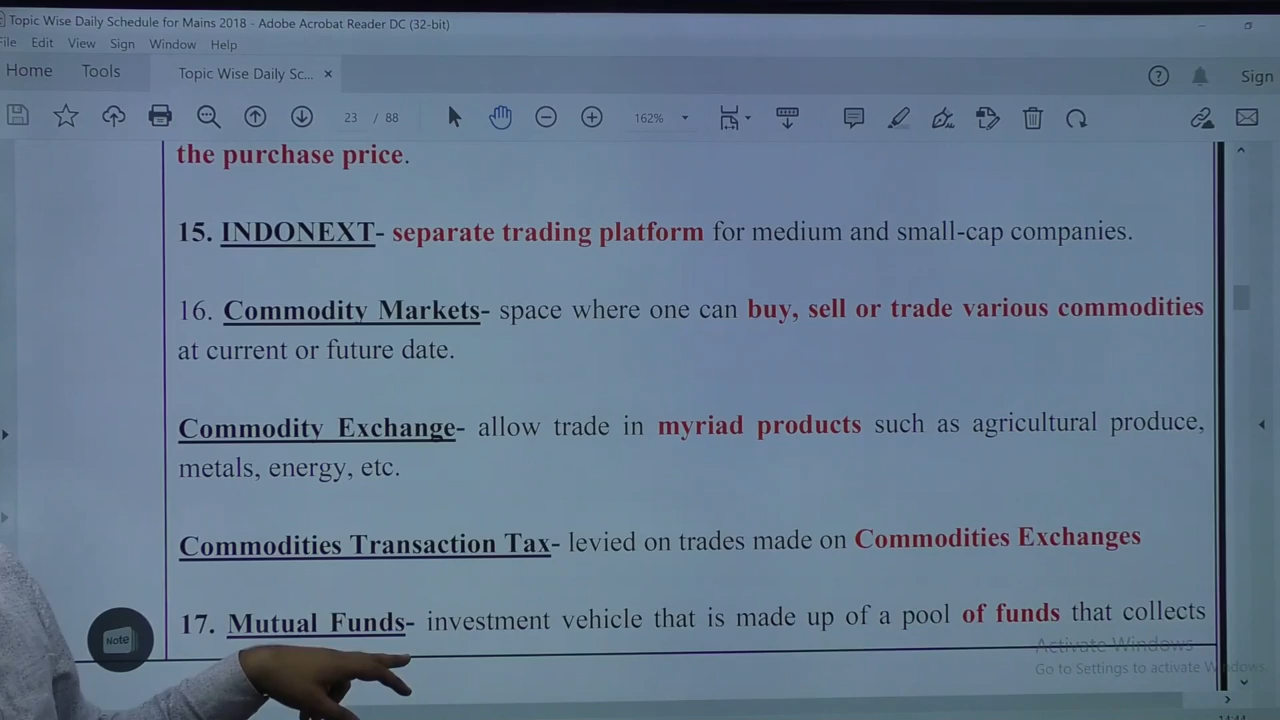 Topic Wise Daily Schedule for Mains 2018 - Adobe Acrobat Reader DC (32-bit)
File Edit View Sign Window Help
Home Tools Topic Wise Daily Sc... × Sign
23 / 88 162%
the purchase price.
15. INDONEXT- separate trading platform for medium and small-cap companies.
16. Commodity Markets- space where one can buy, sell or trade various commodities
at current or future date.
Commodity Exchange- allow trade in myriad products such as agricultural produce,
metals, energy, etc.
Commodities Transaction Tax- levied on trades made on Commodities Exchanges
17. Mutual Funds- investment vehicle that is made up of a pool of funds that collects
Note
Activate Windows
Go to Settings to activate Windows.